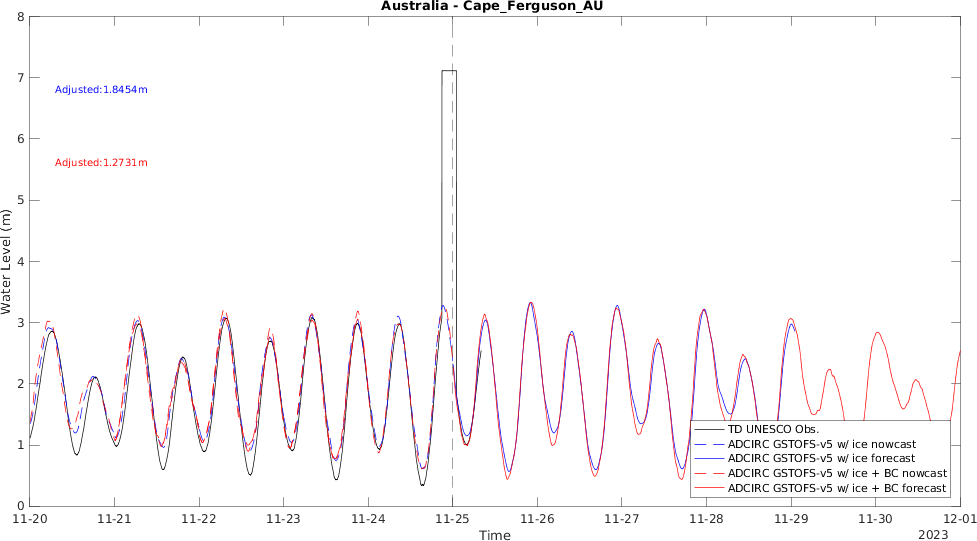 Australia - Cape_Ferguson_AU
8
7
6
5
4
3
2
1
0
Water Level (m)
Adjusted:1.8454m
Adjusted:1.2731m
TD UNESCO Obs.
ADCIRC GSTOFS-v5 w/ ice nowcast
ADCIRC GSTOFS-v5 w/ ice forecast
ADCIRC GSTOFS-v5 w/ ice + BC nowcast
ADCIRC GSTOFS-v5 w/ ice + BC forecast
11-20 11-21 11-22 11-23 11-24 11-25 11-26 11-27 11-28 11-29 11-30 12-01
Time
2023